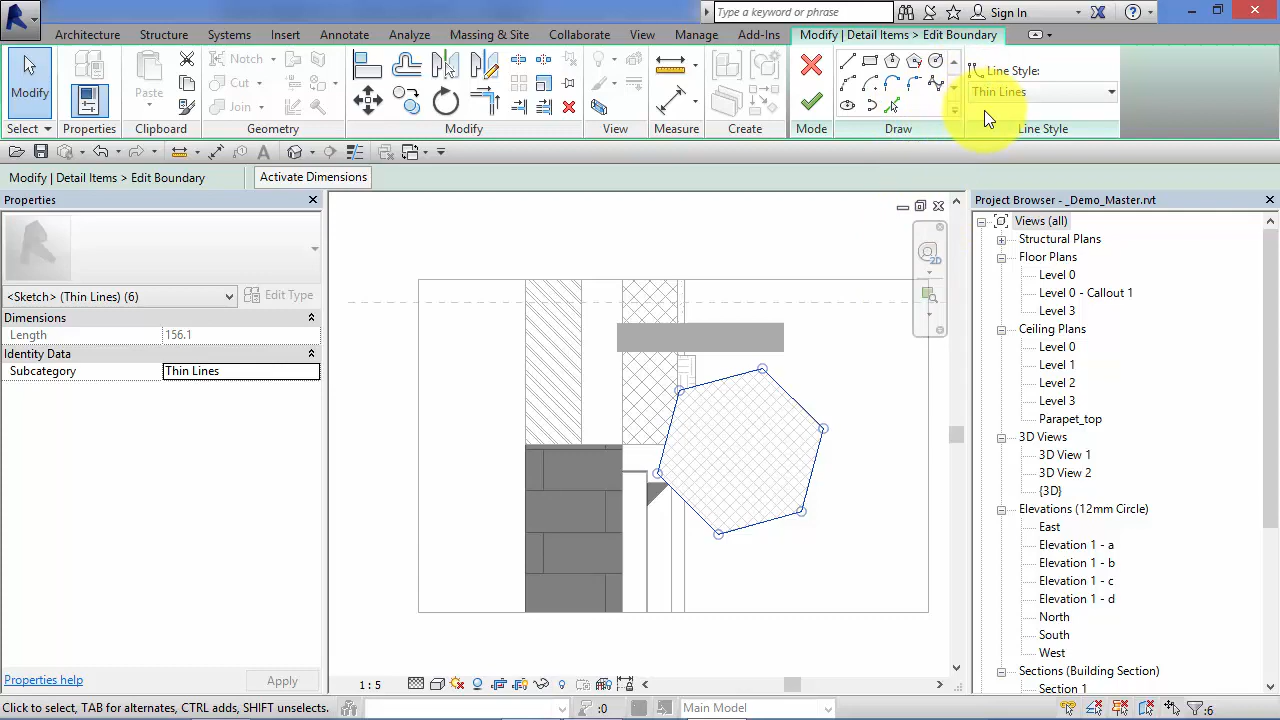 Type a keyword or phrase
Sign In
Architecture Structure Systems Insert Annotate Analyze Massing & Site Collaborate View Manage Add-Ins Modify | Detail Items > Edit Boundary
Modify
Paste
Notch
Cut
Join
Line Style:
Thin Lines
Select Properties Clipboard Geometry Modify View Measure Create Mode Draw Line Style
Modify | Detail Items > Edit Boundary Activate Dimensions
Properties
<Sketch> (Thin Lines) (6)
Edit Type
Dimensions
Length 156.1
Identity Data
Subcategory Thin Lines
Properties help
Apply
2D
1 : 5
Project Browser - _Demo_Master.rvt
Views (all)
Structural Plans
Floor Plans
Level 0
Level 0 - Callout 1
Level 3
Ceiling Plans
Level 0
Level 1
Level 2
Level 3
Parapet_top
3D Views
3D View 1
3D View 2
{3D}
Elevations (12mm Circle)
East
Elevation 1 - a
Elevation 1 - b
Elevation 1 - c
Elevation 1 - d
North
South
West
Sections (Building Section)
Section 1
Click to select, TAB for alternates, CTRL adds, SHIFT unselects.
:0
Main Model
:6